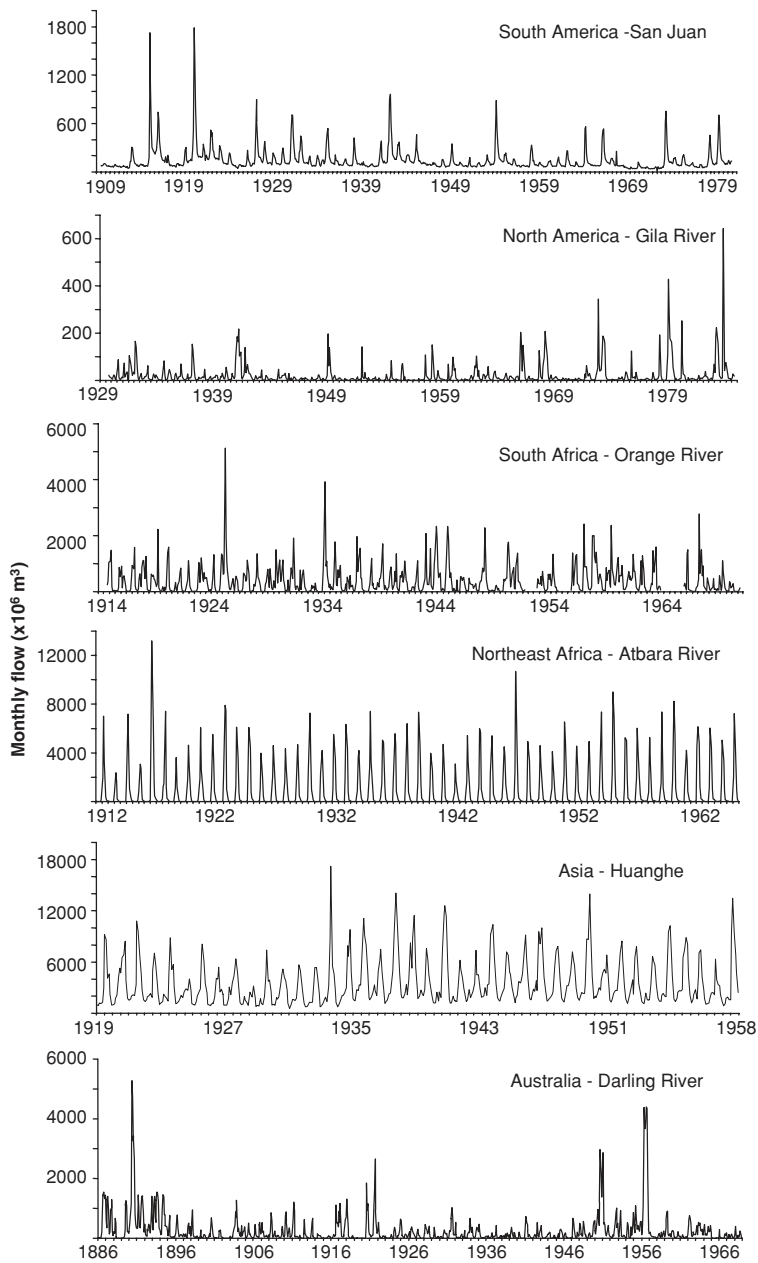 1800
1200
600
South America -San Juan
1909 1919 1929 1939 1949 1959 1969 1979
600
400
200
North America - Gila River
1929 1939 1949 1959 1969 1979
6000
4000
2000
South Africa - Orange River
1914 1924 1934 1944 1954 1964
Monthly flow (x10⁶ m³)
12000
8000
4000
Northeast Africa - Atbara River
1912 1922 1932 1942 1952 1962
18000
12000
6000
Asia - Huanghe
1919 1927 1935 1943 1951 1958
6000
4000
2000
Australia - Darling River
1886 1896 1906 1916 1926 1936 1946 1956 1966